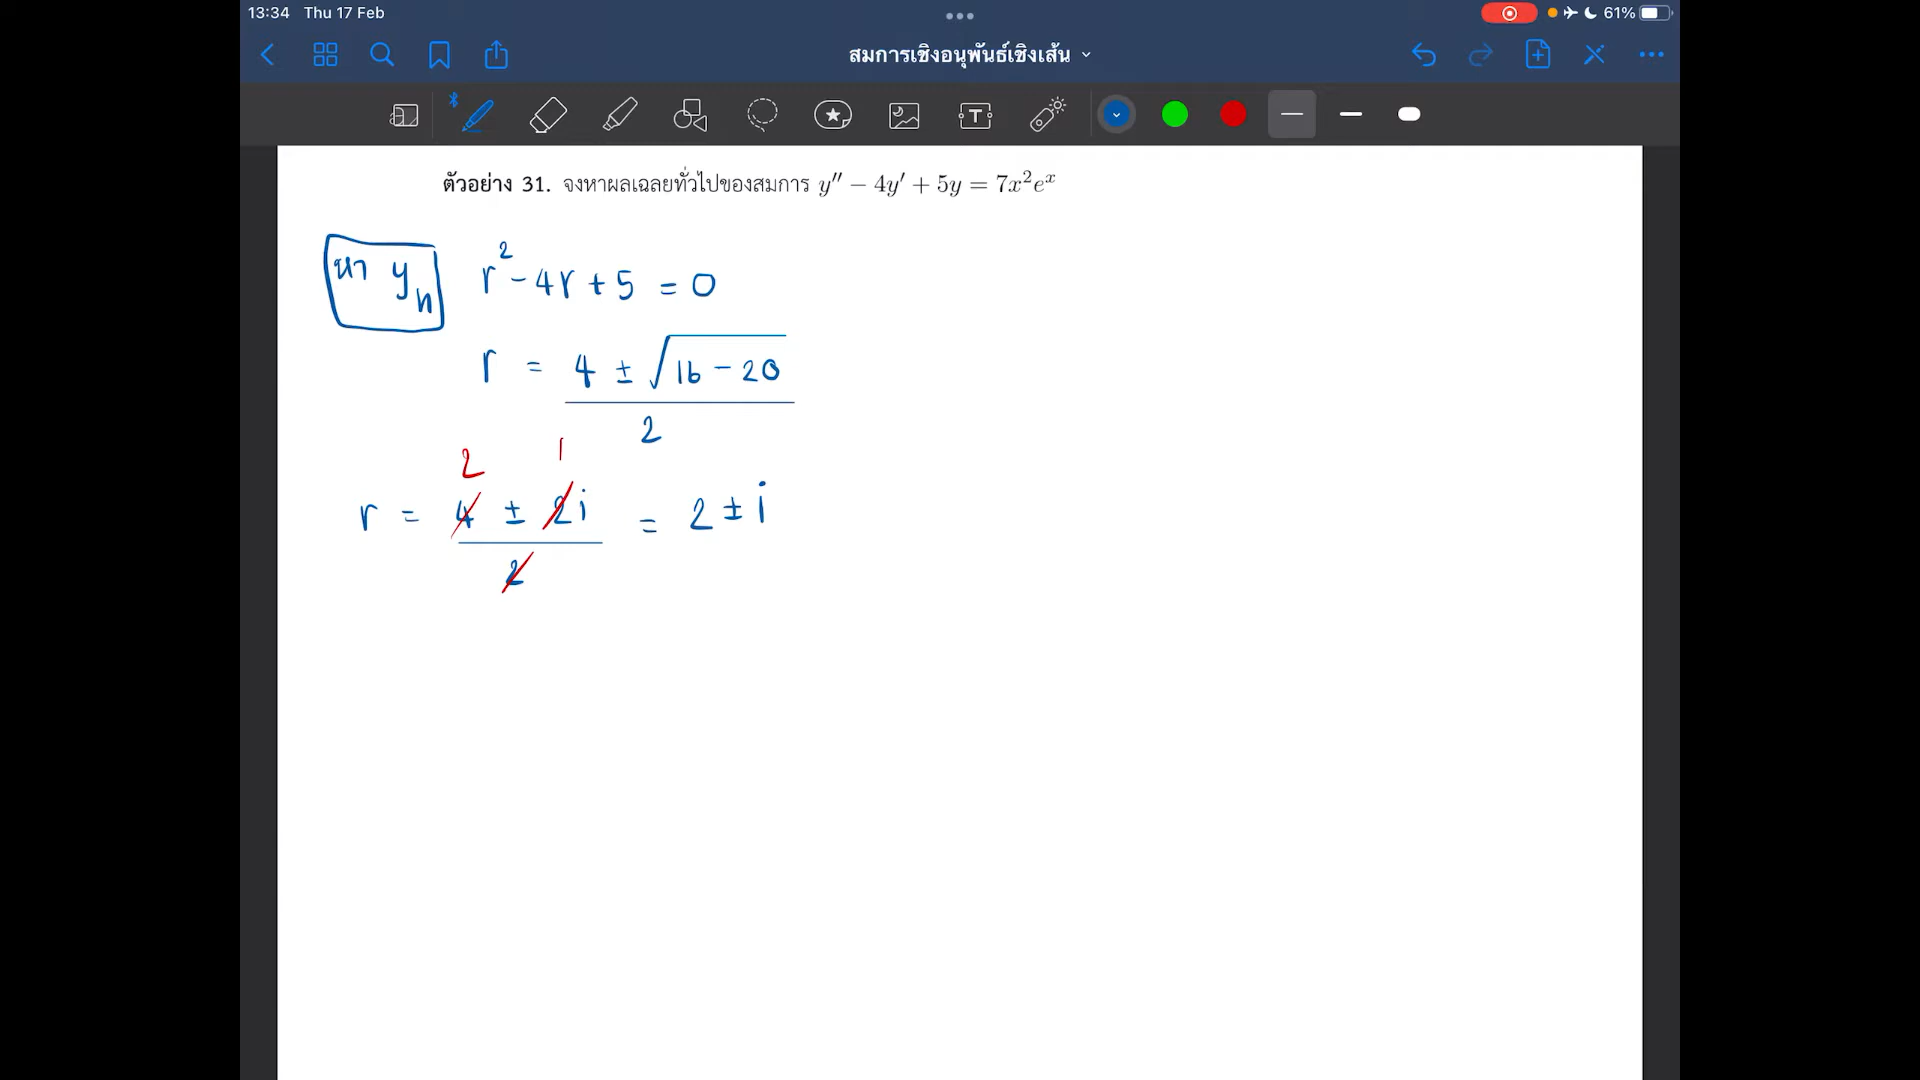 13:34 Thu 17 Feb
61%
สมการเชิงอนุพันธ์เชิงเส้น
T
ตัวอย่าง 31. จงหาผลเฉลยทั่วไปของสมการ y′′ − 4y′ + 5y = 7x²eˣ
หา y_h r² - 4r + 5 = 0
r = (4 ± √(16 - 20)) / 2
2 1
r = (4 ± 2i) / 2 = 2 ± i